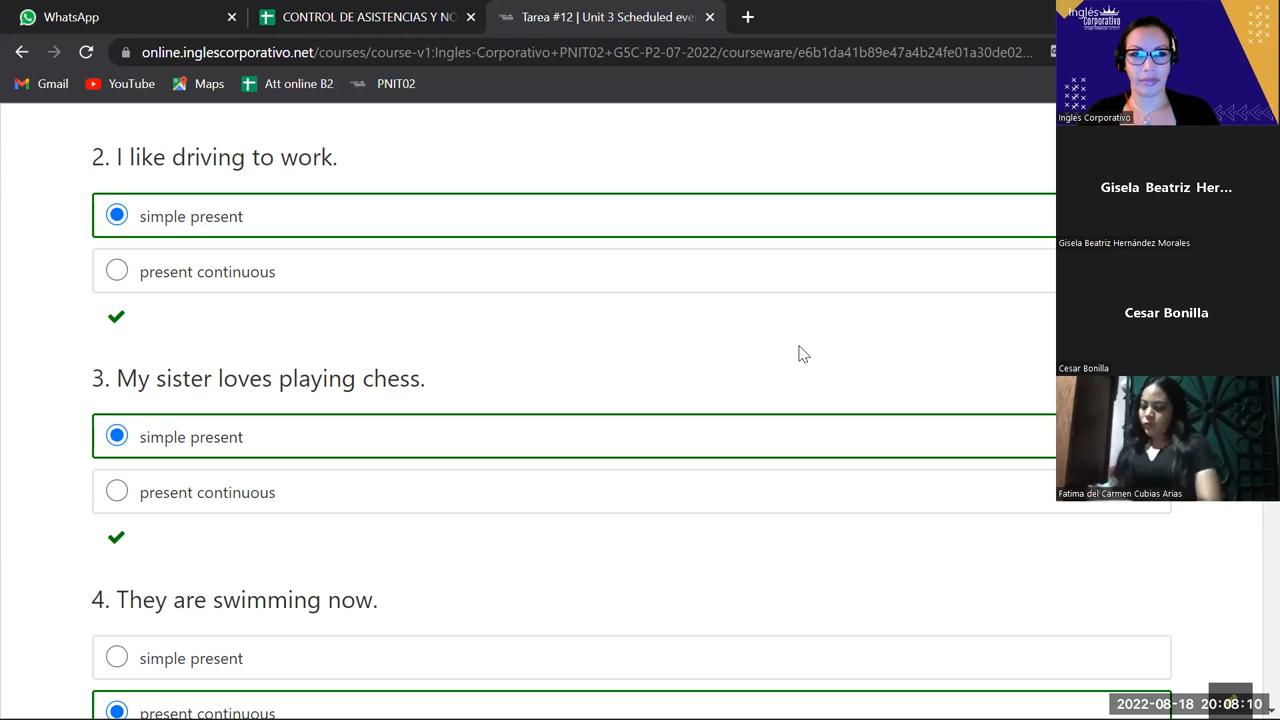 WhatsApp
CONTROL DE ASISTENCIAS Y NO
Tarea #12 | Unit 3 Scheduled eve
online.inglescorporativo.net/courses/course-v1:Ingles-Corporativo+PNIT02+G5C-P2-07-2022/courseware/e6b1da41b89e47a4b24fe01a30de02...
Gmail
YouTube
Maps
Att online B2
PNIT02
2. I like driving to work.
simple present
present continuous
3. My sister loves playing chess.
simple present
present continuous
4. They are swimming now.
simple present
present continuous
Inglés
Corporativo
Ingles Corporativo
Gisela Beatriz Her...
Gisela Beatriz Hernández Morales
Cesar Bonilla
Cesar Bonilla
Fatima del Carmen Cubias Arias
2022-08-18 20:08:10